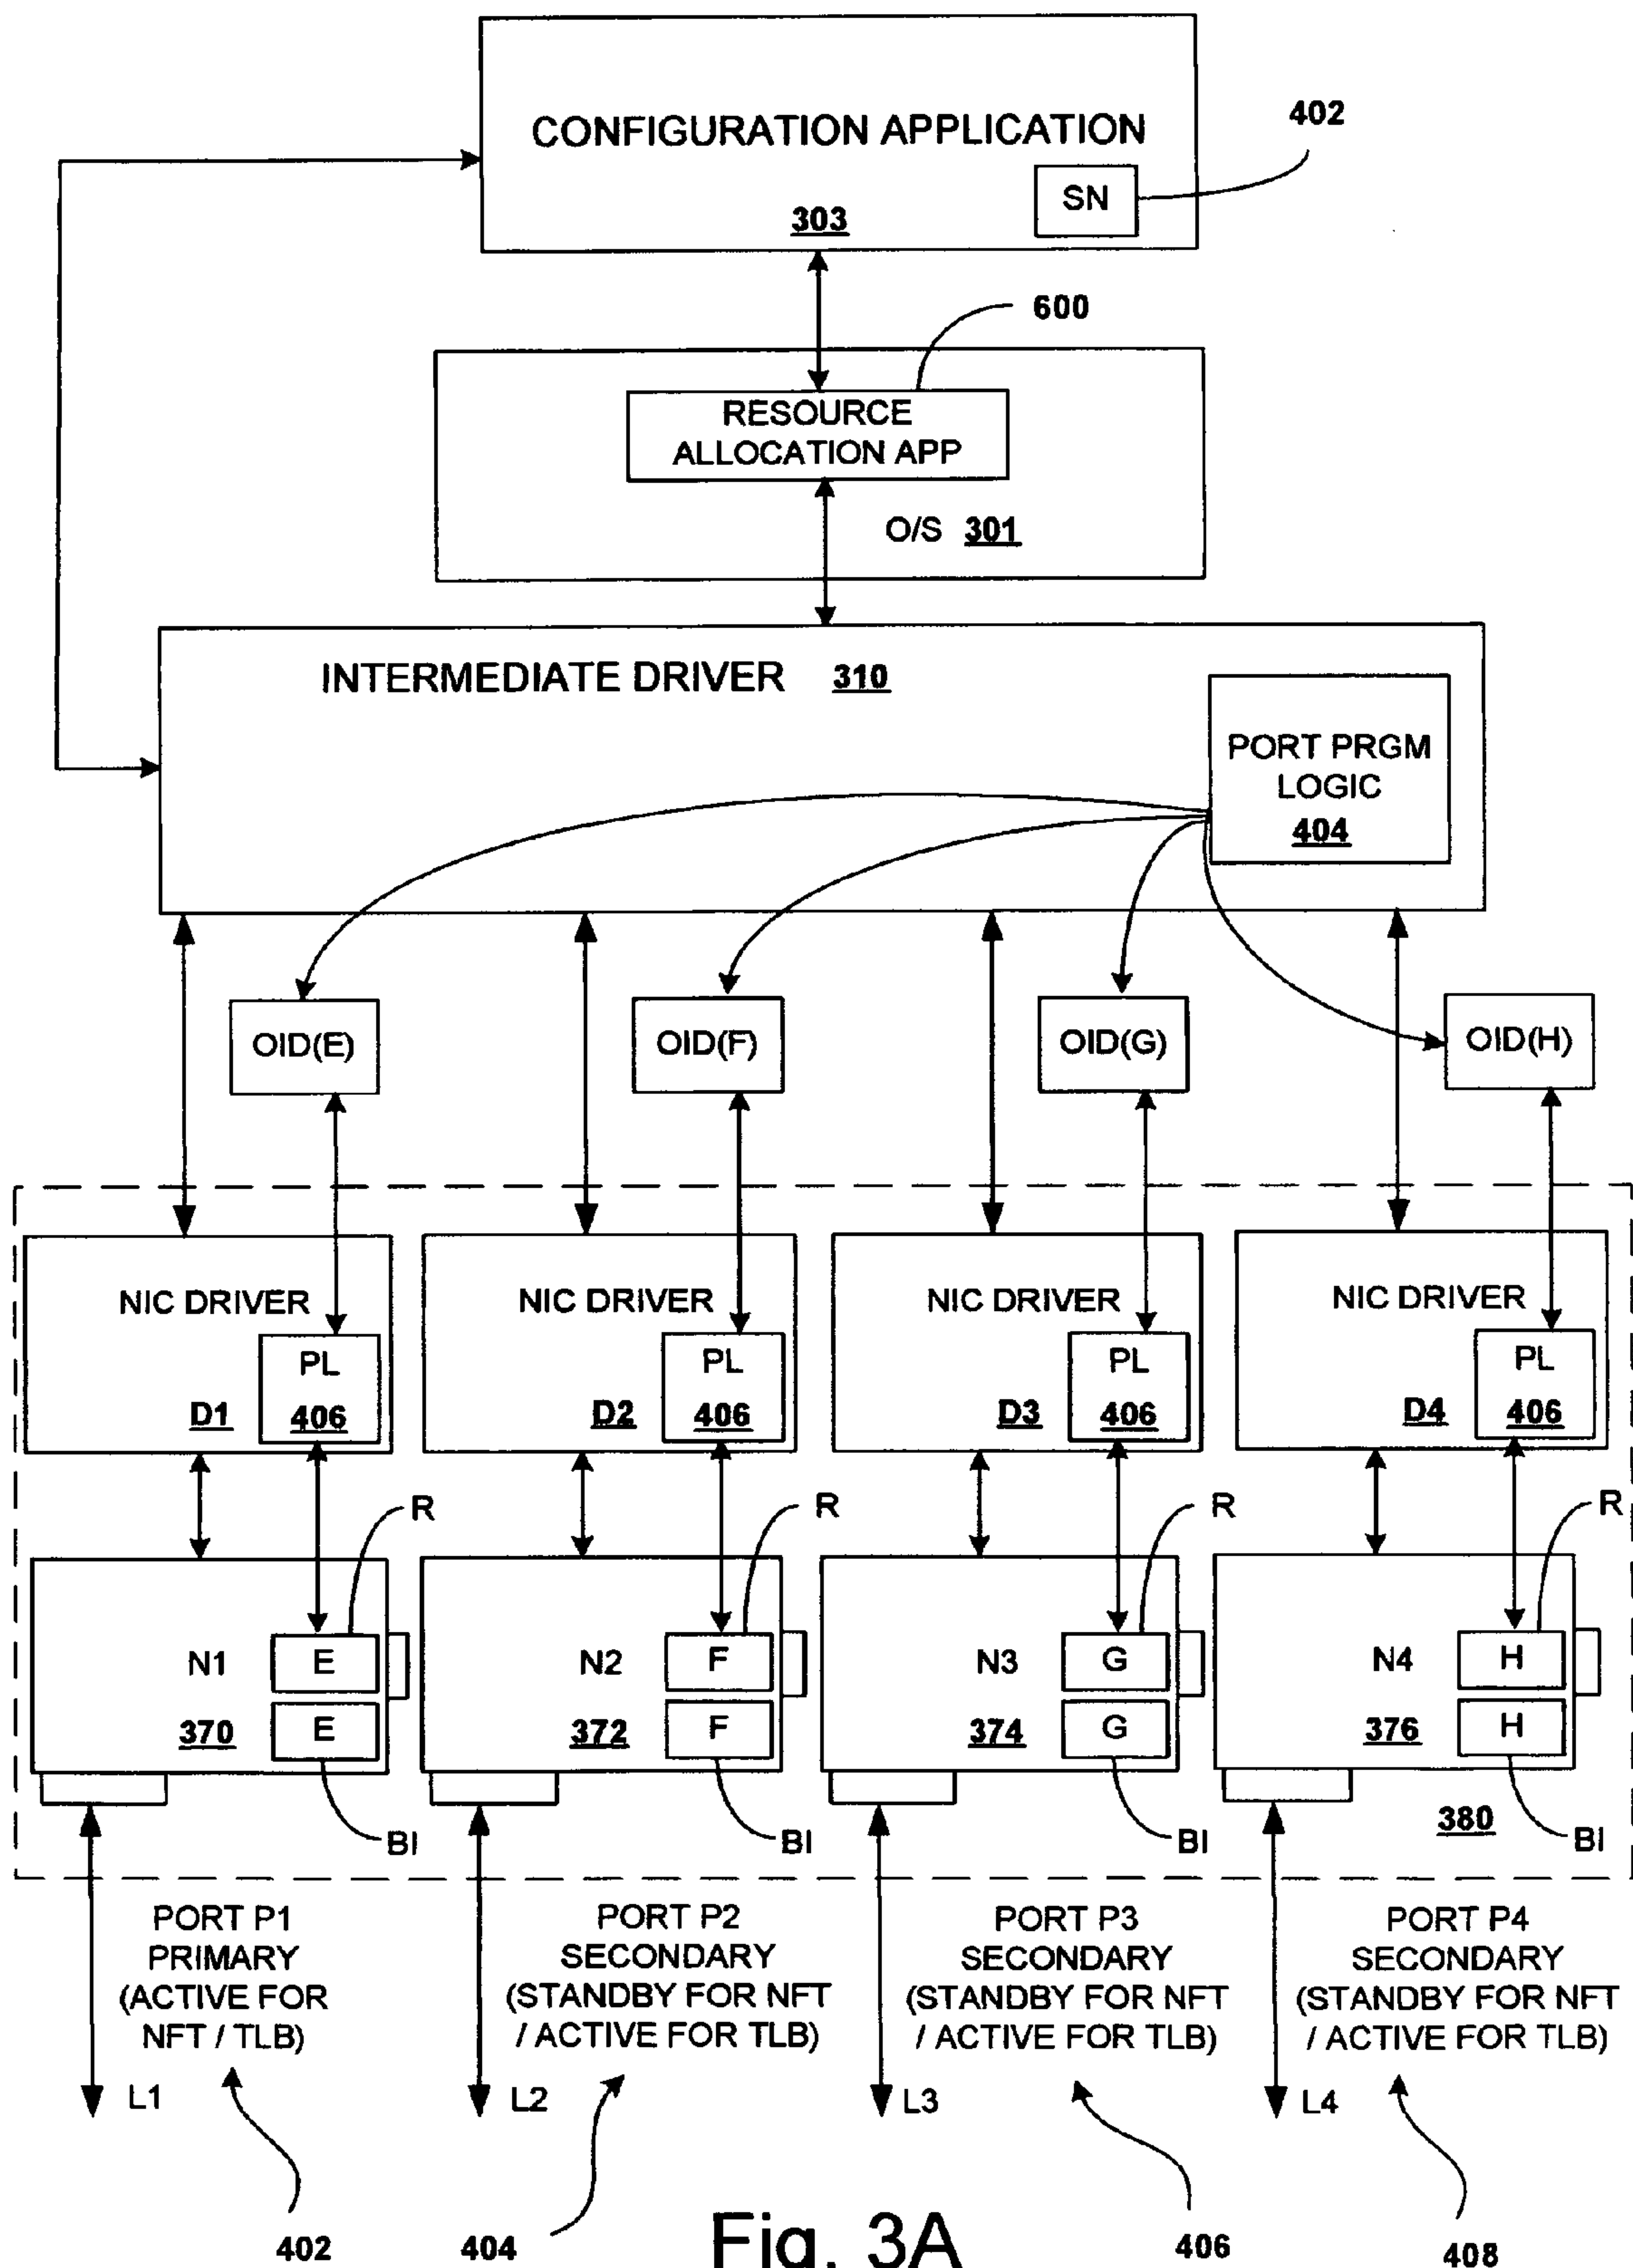 CONFIGURATION APPLICATION
402
SN
303
600
RESOURCE
ALLOCATION APP
O/S 301
INTERMEDIATE DRIVER 310
PORT PRGM
LOGIC
404
OID(E)
OID(F)
OID(G)
OID(H)
NIC DRIVER
PL
D1
406
NIC DRIVER
PL
D2
406
NIC DRIVER
PL
D3
406
NIC DRIVER
PL
D4
406
R
R
R
R
N1
E
370
E
N2
F
372
F
N3
G
374
G
N4
H
376
H
BI
BI
BI
380
BI
PORT P1
PRIMARY
(ACTIVE FOR
NFT / TLB)
PORT P2
SECONDARY
(STANDBY FOR NFT
/ ACTIVE FOR TLB)
PORT P3
SECONDARY
(STANDBY FOR NFT
/ ACTIVE FOR TLB)
PORT P4
SECONDARY
(STANDBY FOR NFT
/ ACTIVE FOR TLB)
L1
L2
L3
L4
402
404
Fig. 3A
406
408